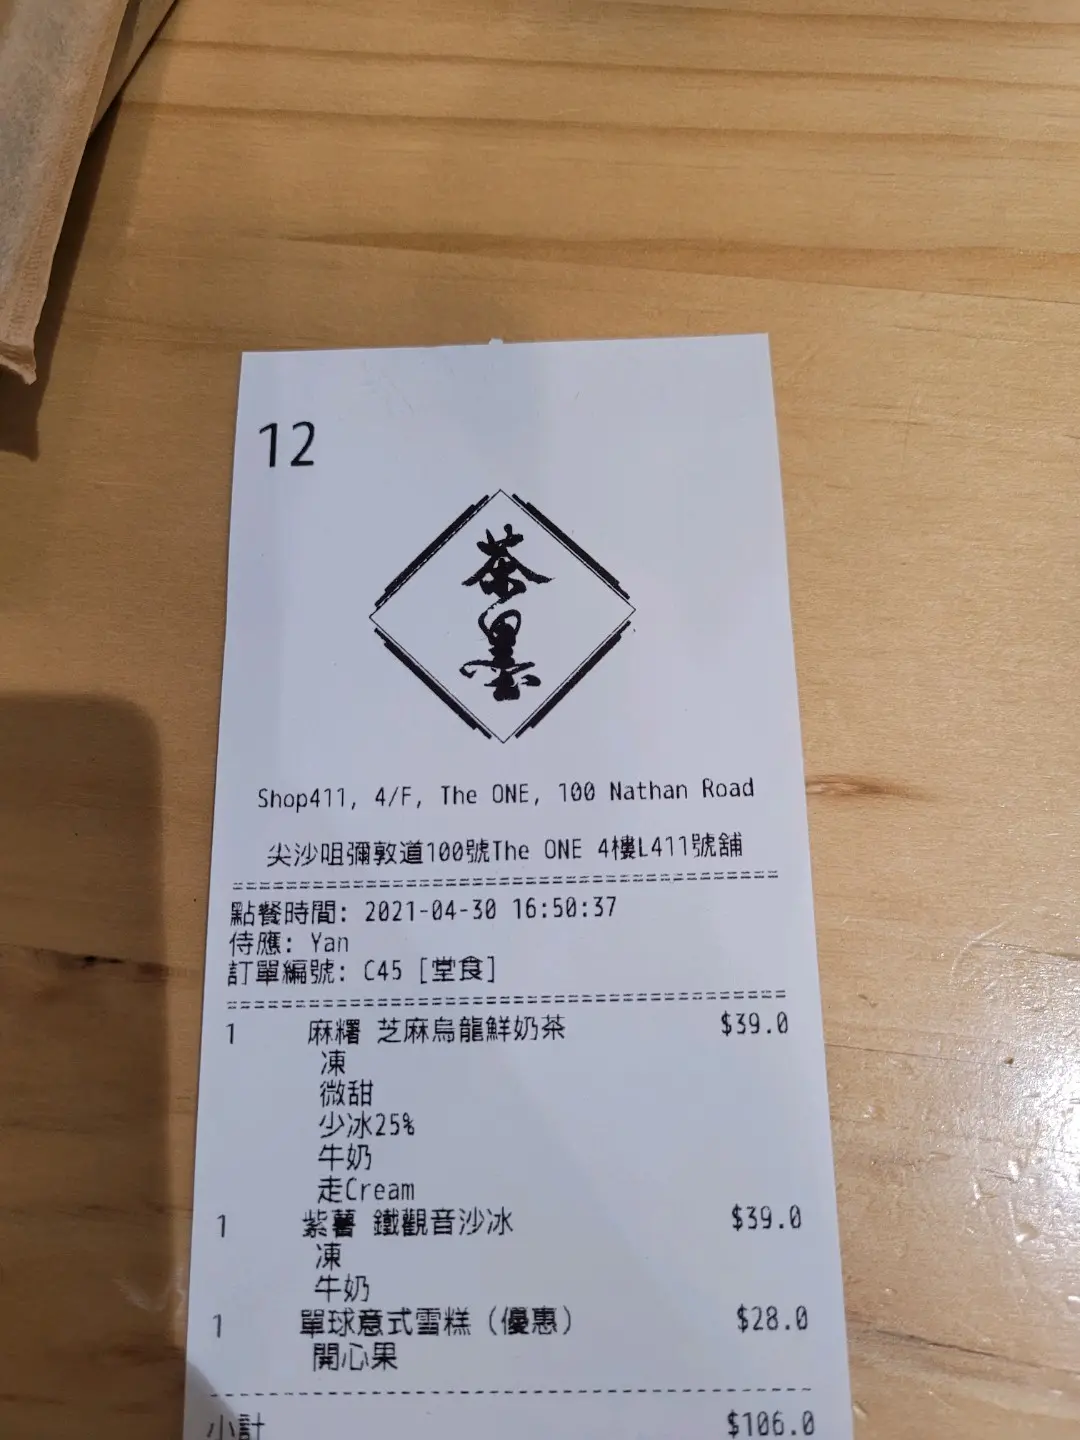 12
茶
墨
Shop411, 4/F, The ONE, 100 Nathan Road
尖沙咀彌敦道100號The ONE 4樓L411號舖
點餐時間: 2021-04-30 16:50:37
侍應: Yan
訂單編號: C45 [堂食]
1 麻糬 芝麻烏龍鮮奶茶 $39.0
凍
微甜
少冰25%
牛奶
走Cream
1 紫薯 鐵觀音沙冰 $39.0
凍
牛奶
1 單球意式雪糕（優惠） $28.0
開心果
小計 $106.0